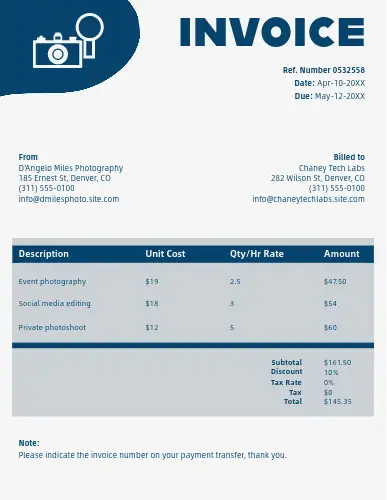 INVOICE
Ref. Number 0532558
Date: Apr-10-20XX
Due: May-12-20XX
From
D'Angelo Miles Photography
185 Ernest St, Denver, CO
(311) 555-0100
info@dmilesphoto.site.com
Billed to
Chaney Tech Labs
282 Wilson St, Denver, CO
(311) 555-0100
info@chaneytechlabs.site.com
Description Unit Cost Qty/Hr Rate Amount
Event photography $19 2.5 $47.50
Social media editing $18 3 $54
Private photoshoot $12 5 $60
Subtotal $161.50
Discount 10%
Tax Rate 0%
Tax $0
Total $145.35
Note:
Please indicate the invoice number on your payment transfer, thank you.